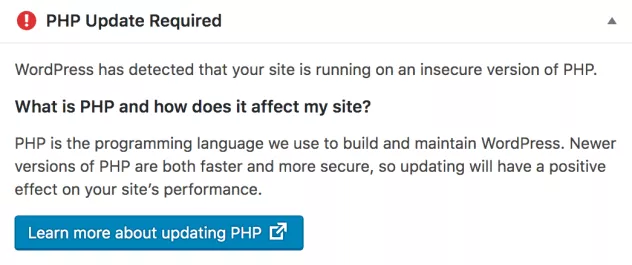 PHP Update Required
WordPress has detected that your site is running on an insecure version of PHP.
What is PHP and how does it affect my site?
PHP is the programming language we use to build and maintain WordPress. Newer
versions of PHP are both faster and more secure, so updating will have a positive
effect on your site’s performance.
Learn more about updating PHP